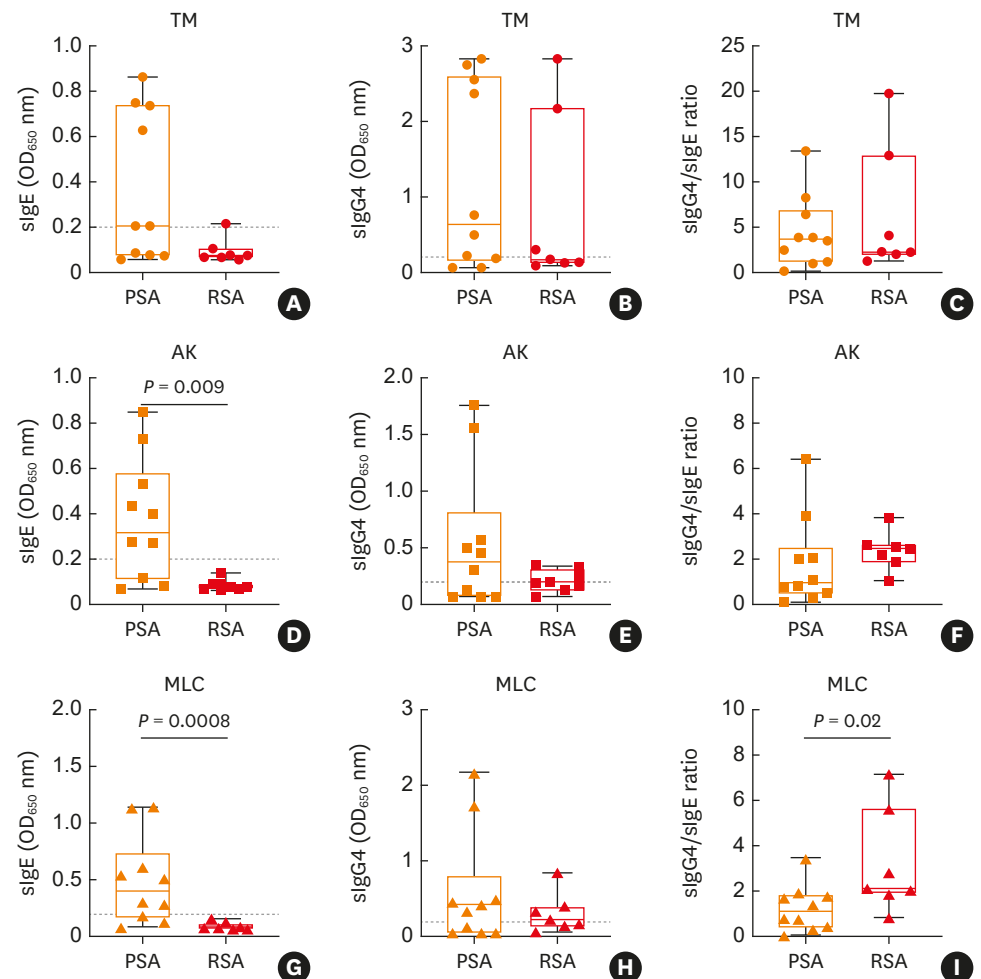 TM
sIgE (OD650 nm)
1.0
0.8
0.6
0.4
0.2
0
PSA RSA
A
TM
sIgG4 (OD650 nm)
3
2
1
0
PSA RSA
B
TM
sIgG4/sIgE ratio
25
20
15
10
5
0
PSA RSA
C
AK
sIgE (OD650 nm)
1.0
0.8
0.6
0.4
0.2
0
P = 0.009
PSA RSA
D
AK
sIgG4 (OD650 nm)
2.0
1.5
1.0
0.5
0
PSA RSA
E
AK
sIgG4/sIgE ratio
10
8
6
4
2
0
PSA RSA
F
MLC
sIgE (OD650 nm)
2.0
1.5
1.0
0.5
0
P = 0.0008
PSA RSA
G
MLC
sIgG4 (OD650 nm)
3
2
1
0
PSA RSA
H
MLC
sIgG4/sIgE ratio
10
8
6
4
2
0
P = 0.02
PSA RSA
I